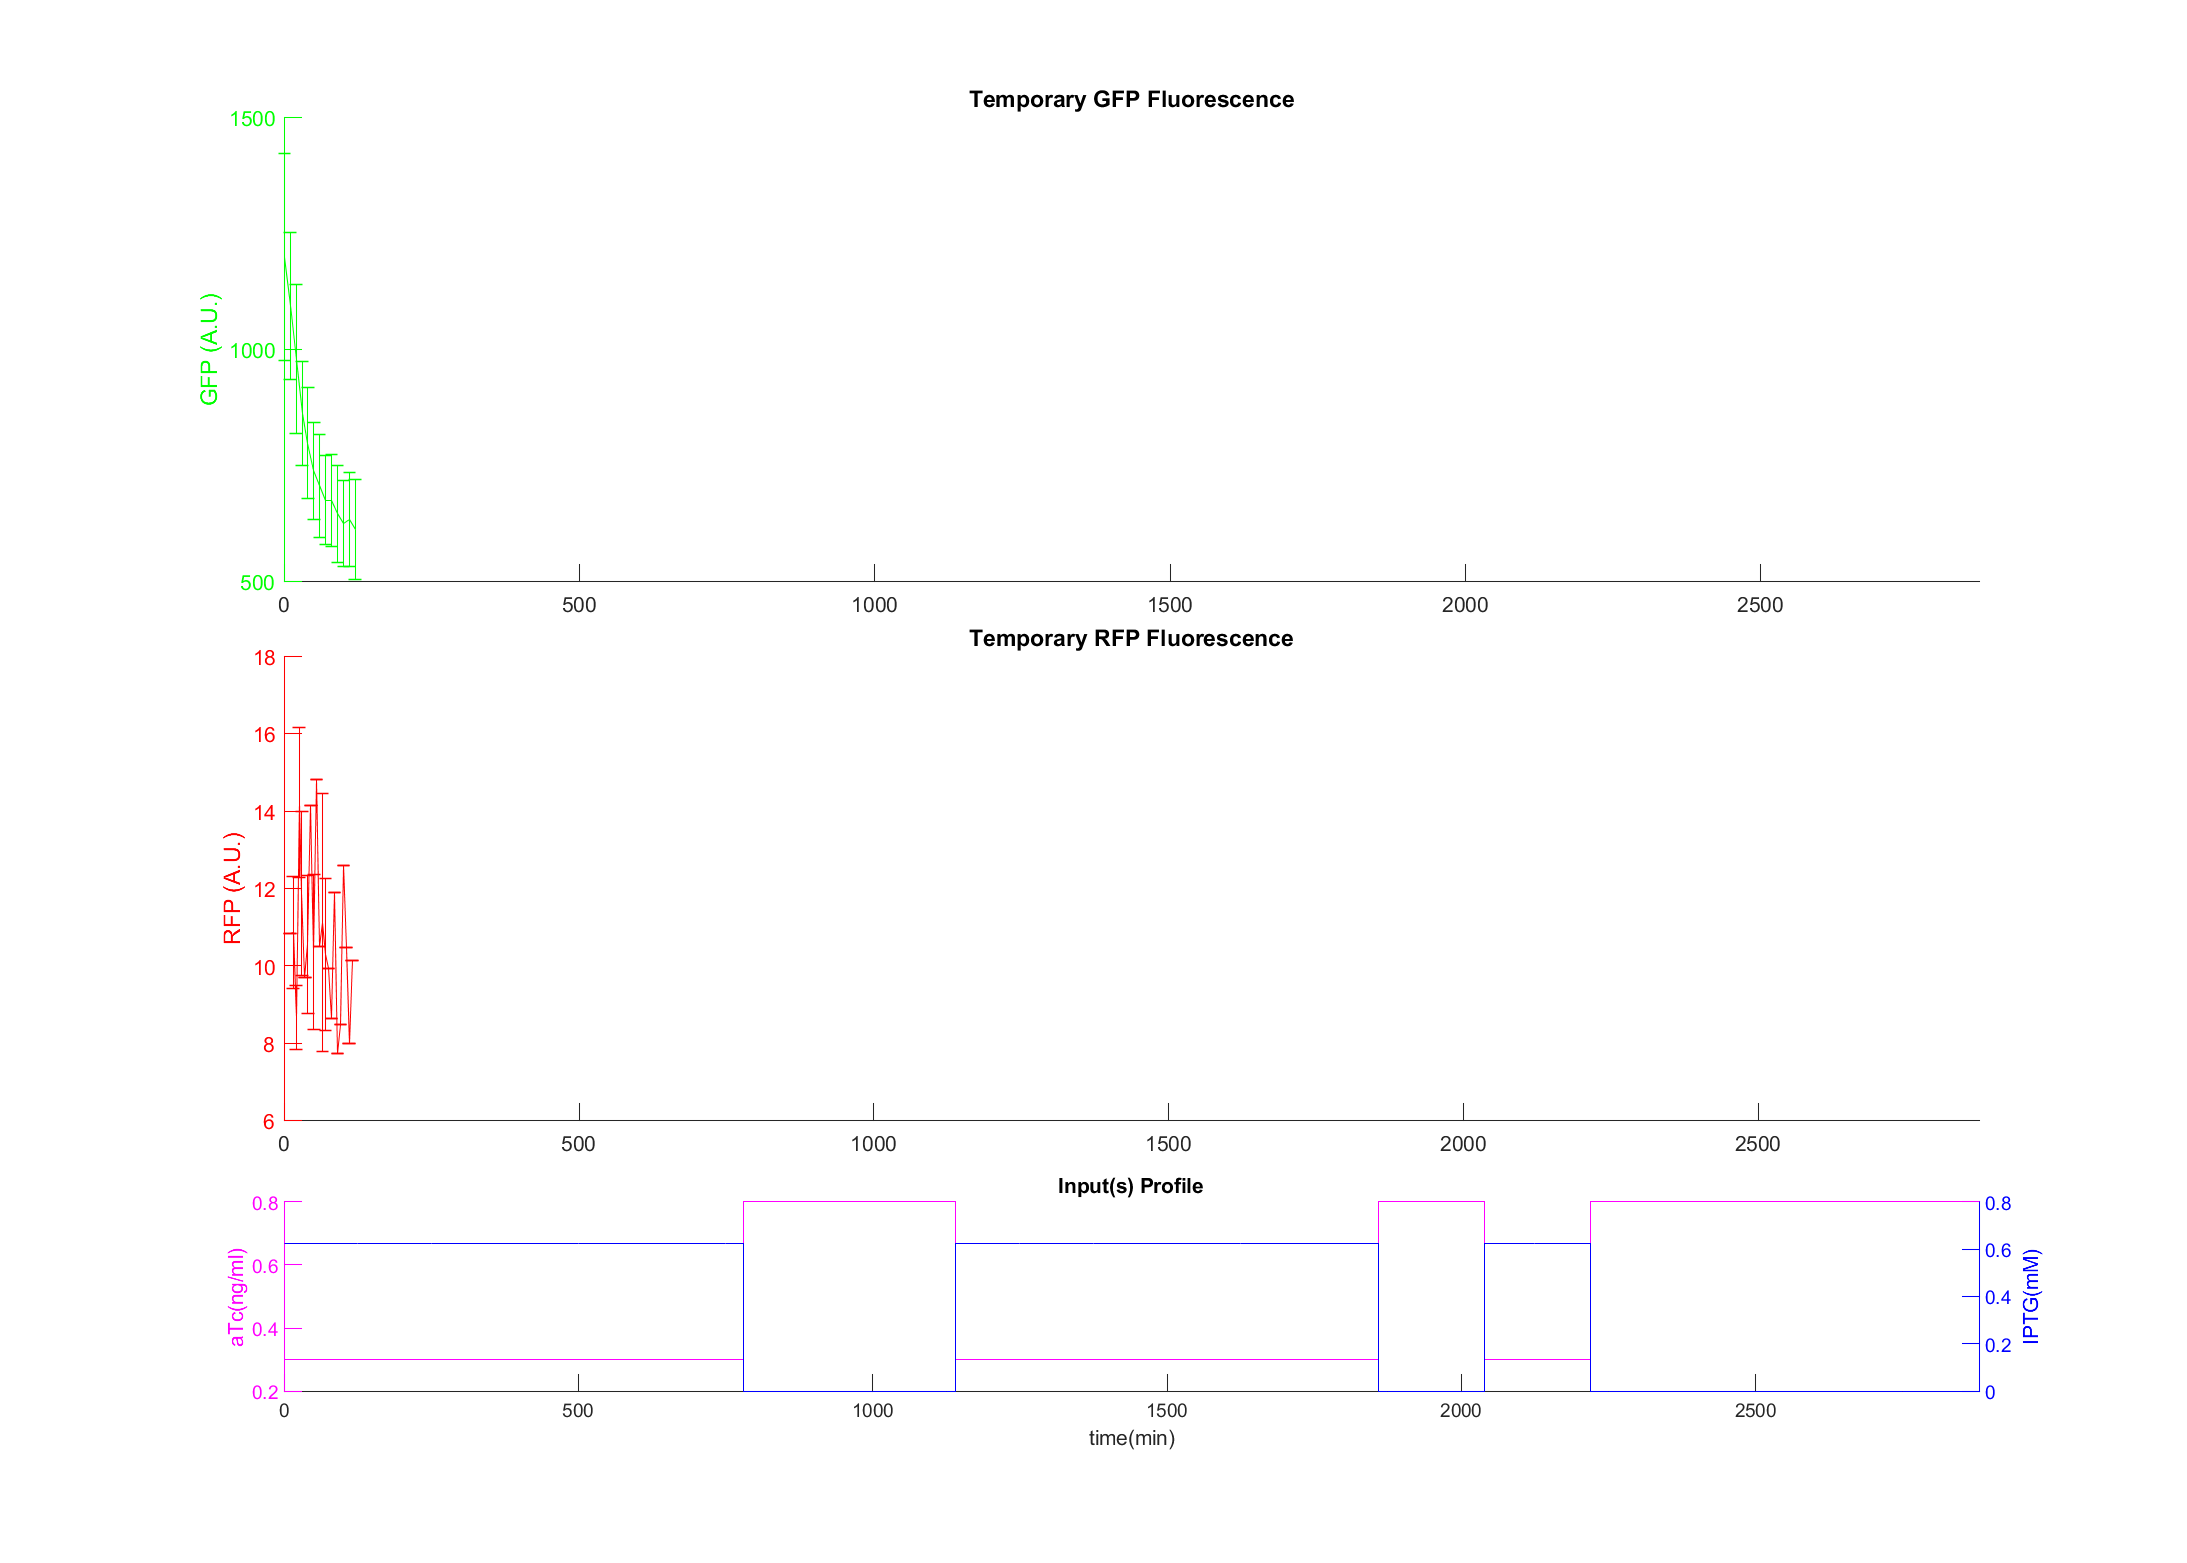 Temporary GFP Fluorescence
1500
1000
500
GFP (A.U.)
0 500 1000 1500 2000 2500
Temporary RFP Fluorescence
18
16
14
12
10
8
6
RFP (A.U.)
0 500 1000 1500 2000 2500
Input(s) Profile
0.8
0.6
0.4
0.2
aTc(ng/ml)
0.8
0.6
0.4
0.2
0
IPTG(mM)
0 500 1000 1500 2000 2500
time(min)